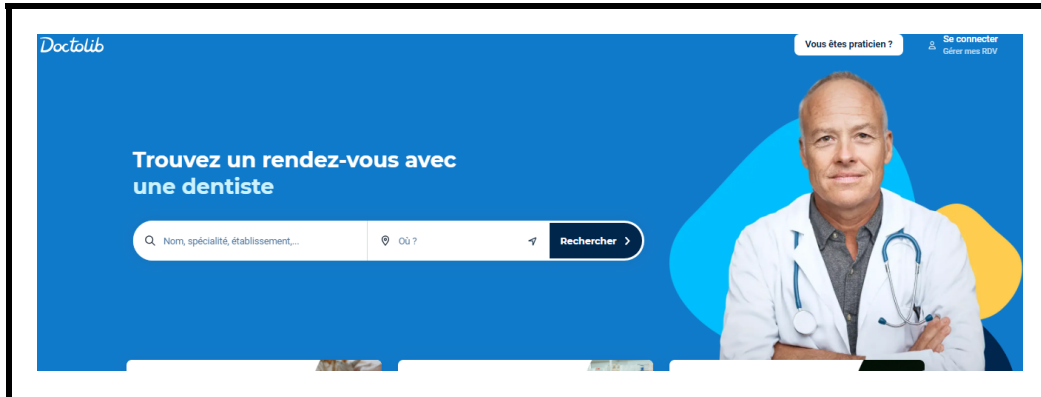 Doctolib
Vous êtes praticien ?
Se connecter
Gérer mes RDV
Trouvez un rendez-vous avec
une dentiste
Nom, spécialité, établissement,...
Où ?
Rechercher